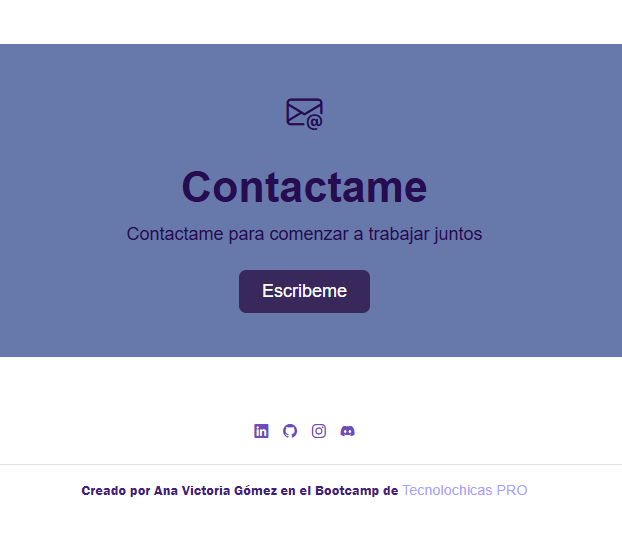 Contactame
Contactame para comenzar a trabajar juntos
Escribeme
Creado por Ana Victoria Gómez en el Bootcamp de Tecnolochicas PRO